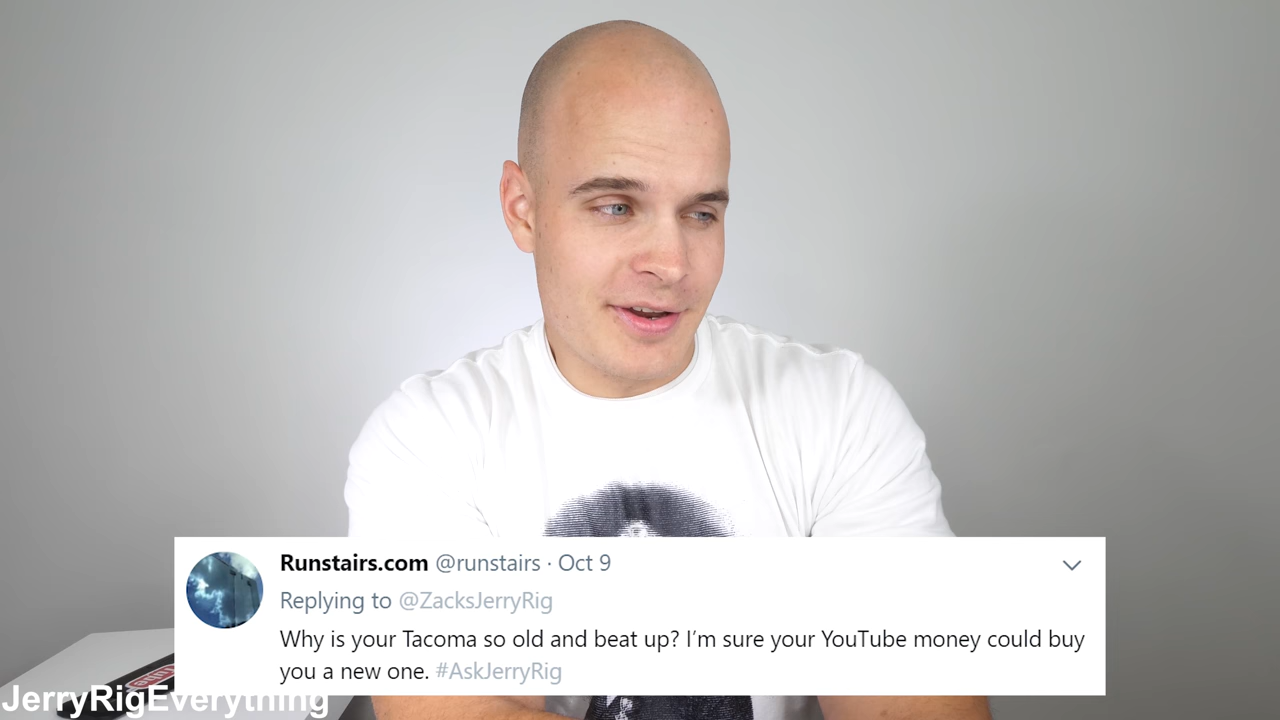 Runstairs.com @runstairs · Oct 9
Replying to @ZacksJerryRig
Why is your Tacoma so old and beat up? I’m sure your YouTube money could buy
you a new one. #AskJerryRig
JerryRigEverything